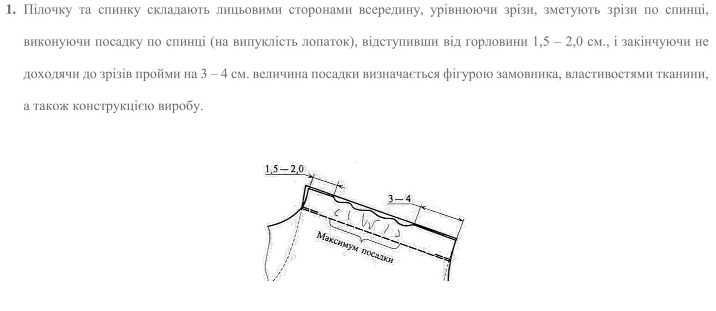 1. Пілочку та спинку складають лицьовими сторонами всередину, урівнюючи зрізи, зметують зрізи по спинці,
виконуючи посадку по спинці (на випуклість лопаток), відступивши від горловини 1,5 – 2,0 см., і закінчуючи не
доходячи до зрізів пройми на 3 – 4 см. величина посадки визначається фігурою замовника, властивостями тканини,
а також конструкцією виробу.
1,5—2,0
3—4
Максимум посадки